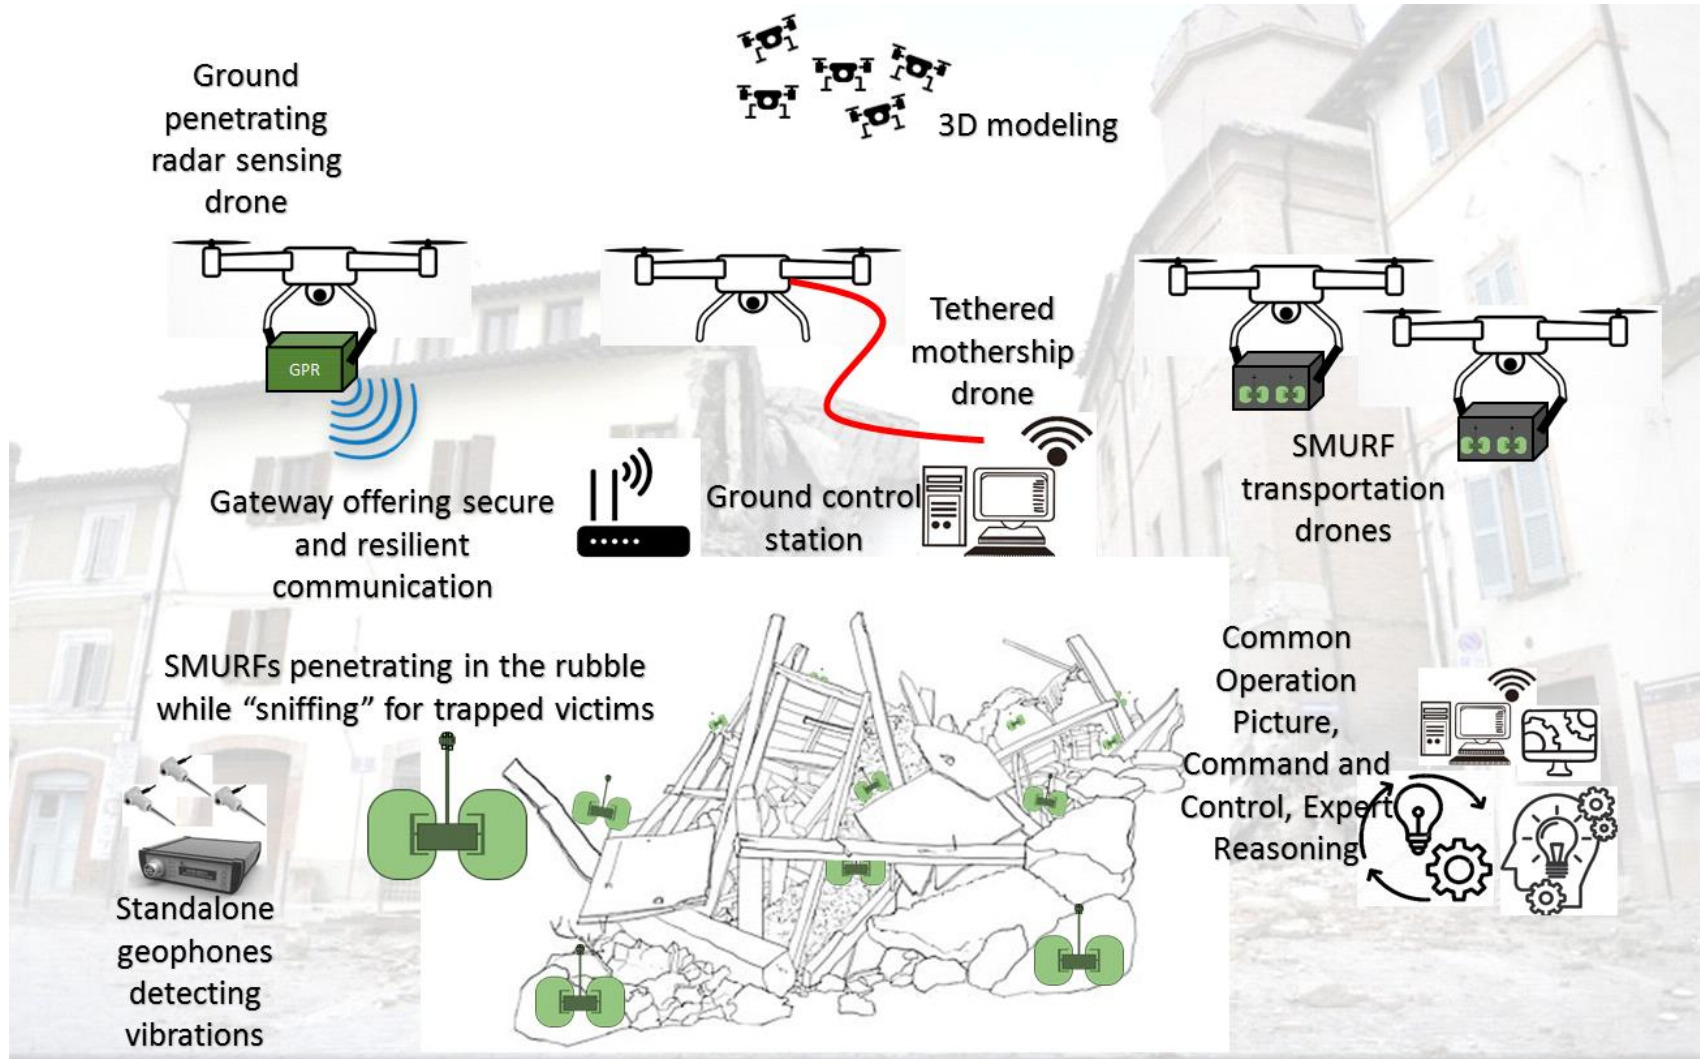 Ground
penetrating
radar sensing
drone
3D modeling
GPR
Tethered
mothership
drone
SMURF
transportation
drones
Gateway offering secure
and resilient
communication
Ground control
station
SMURFs penetrating in the rubble
while “sniffing” for trapped victims
Common
Operation
Picture,
Command and
Control, Expert
Reasoning
Standalone
geophones
detecting
vibrations